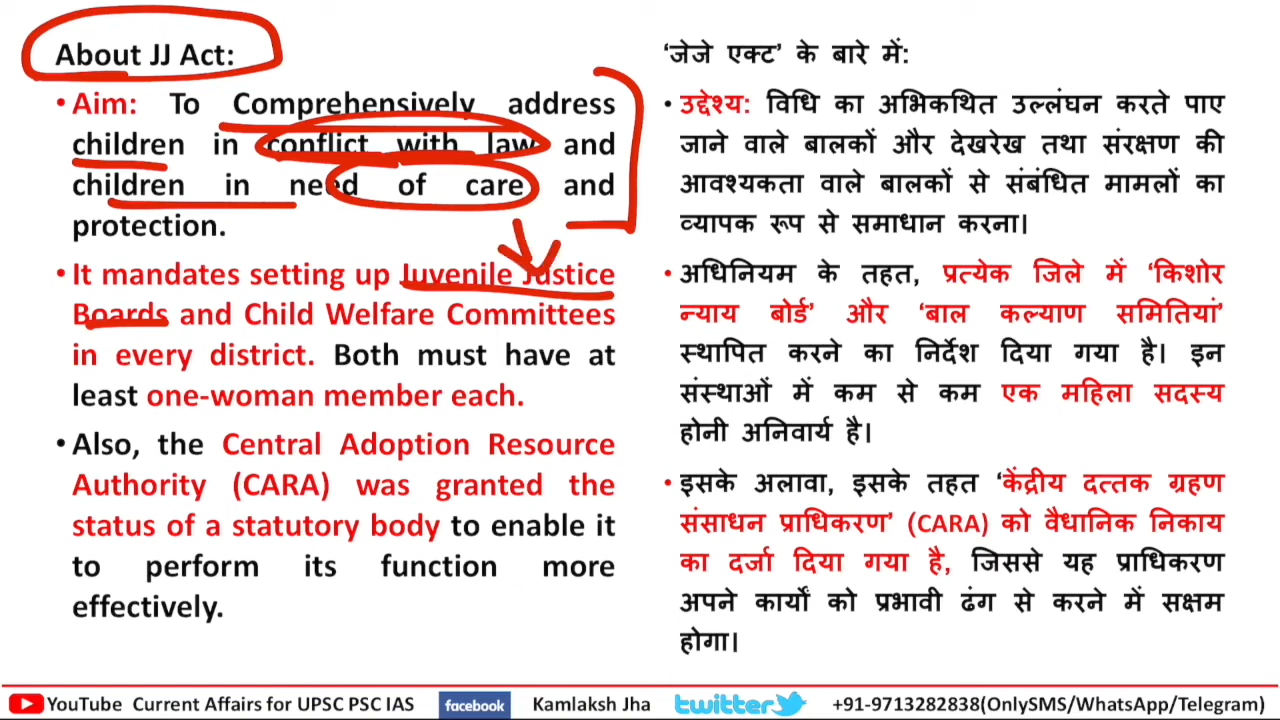 About JJ Act:
• Aim: To Comprehensively address
children in conflict with law and
children in need of care and
protection.
• It mandates setting up Juvenile Justice
Boards and Child Welfare Committees
in every district. Both must have at
least one-woman member each.
• Also, the Central Adoption Resource
Authority (CARA) was granted the
status of a statutory body to enable it
to perform its function more
effectively.
‘जेजे एक्ट’ के बारे में:
• उद्देश्य: विधि का अभिकथित उल्लंघन करते पाए
जाने वाले बालकों और देखरेख तथा संरक्षण की
आवश्यकता वाले बालकों से संबंधित मामलों का
व्यापक रूप से समाधान करना।
• अधिनियम के तहत, प्रत्येक जिले में ‘किशोर
न्याय बोर्ड’ और ‘बाल कल्याण समितियां’
स्थापित करने का निर्देश दिया गया है। इन
संस्थाओं में कम से कम एक महिला सदस्य
होनी अनिवार्य है।
• इसके अलावा, इसके तहत ‘केंद्रीय दत्तक ग्रहण
संसाधन प्राधिकरण’ (CARA) को वैधानिक निकाय
का दर्जा दिया गया है, जिससे यह प्राधिकरण
अपने कार्यों को प्रभावी ढंग से करने में सक्षम
होगा।
YouTube Current Affairs for UPSC PSC IAS facebook Kamlaksh Jha twitter +91-9713282838(OnlySMS/WhatsApp/Telegram)